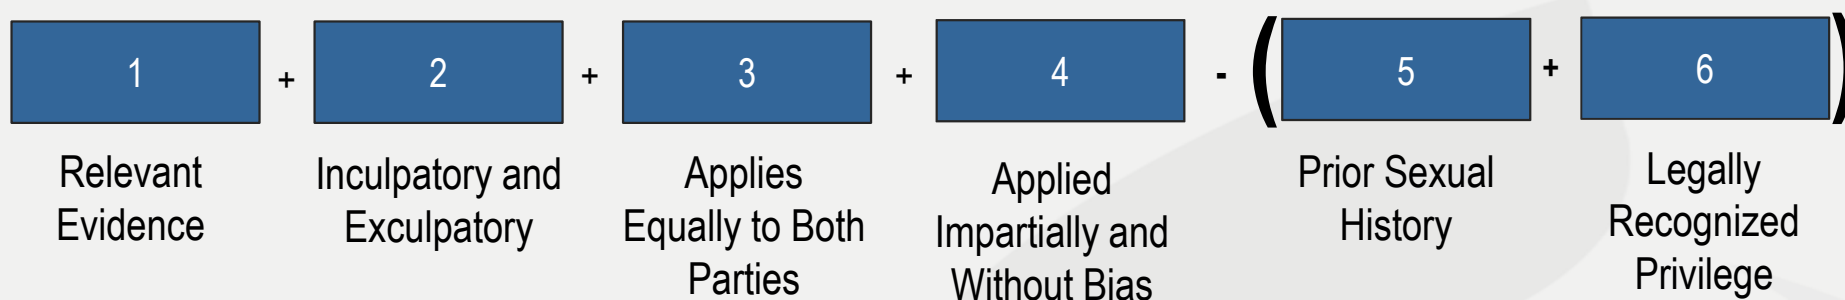 1 + 2 + 3 + 4 - ( 5 + 6 )
Relevant
Evidence
Inculpatory and
Exculpatory
Applies
Equally to Both
Parties
Applied
Impartially and
Without Bias
Prior Sexual
History
Legally
Recognized
Privilege